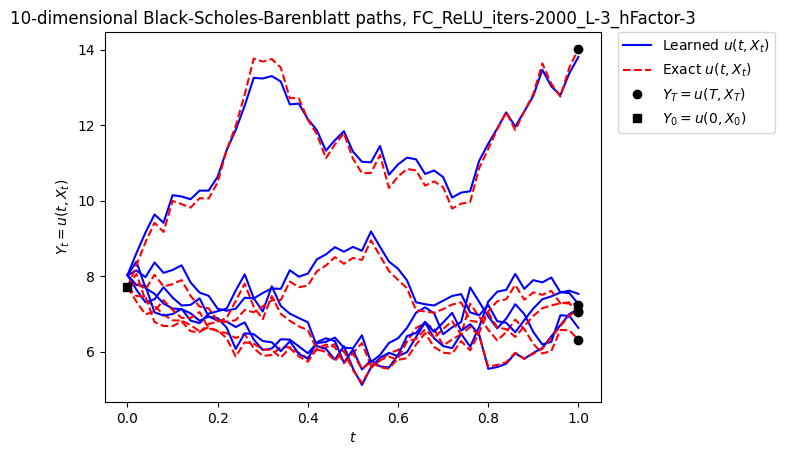 10-dimensional Black-Scholes-Barenblatt paths, FC_ReLU_iters-2000_L-3_hFactor-3
14
12
10
8
6
Y_t = u(t, X_t)
0.0 0.2 0.4 0.6 0.8 1.0
t
Learned u(t, X_t)
Exact u(t, X_t)
Y_T = u(T, X_T)
Y_0 = u(0, X_0)